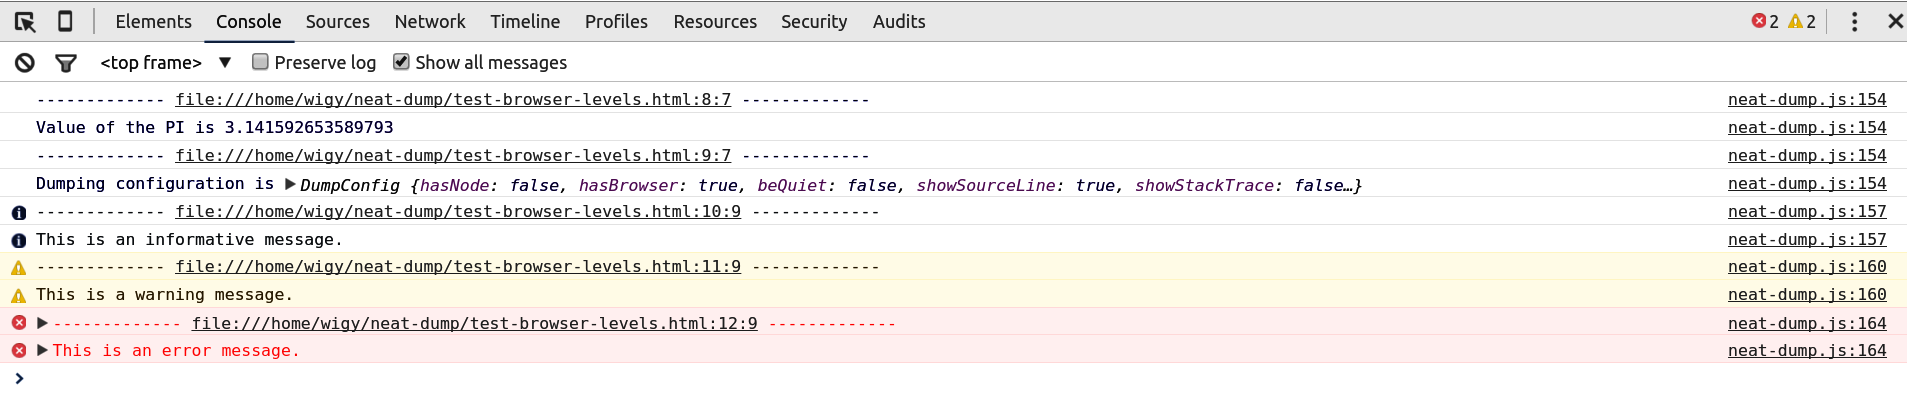 Elements Console Sources Network Timeline Profiles Resources Security Audits 2 2
<top frame> Preserve log Show all messages
------------- file:///home/wigy/neat-dump/test-browser-levels.html:8:7 ------------- neat-dump.js:154
Value of the PI is 3.141592653589793 neat-dump.js:154
------------- file:///home/wigy/neat-dump/test-browser-levels.html:9:7 ------------- neat-dump.js:154
Dumping configuration is ▶DumpConfig {hasNode: false, hasBrowser: true, beQuiet: false, showSourceLine: true, showStackTrace: false…} neat-dump.js:154
------------- file:///home/wigy/neat-dump/test-browser-levels.html:10:9 ------------- neat-dump.js:157
This is an informative message. neat-dump.js:157
------------- file:///home/wigy/neat-dump/test-browser-levels.html:11:9 ------------- neat-dump.js:160
This is a warning message. neat-dump.js:160
▶------------- file:///home/wigy/neat-dump/test-browser-levels.html:12:9 ------------- neat-dump.js:164
▶This is an error message. neat-dump.js:164